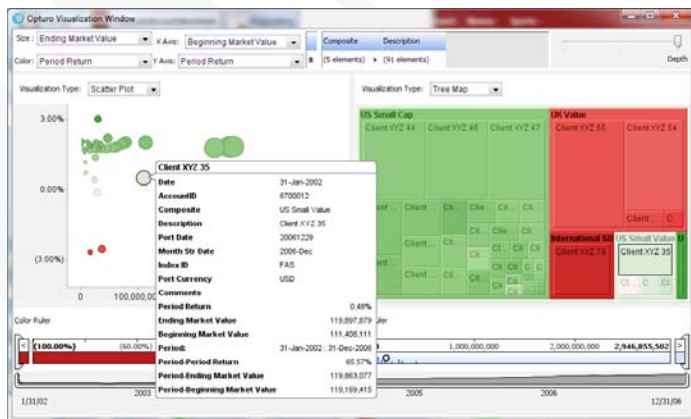 Opturo Visualization Window
Size : Ending Market Value
X Axis: Beginning Market Value
Composite Description
Color: Period Return
Y Axis: Period Return
(5 elements) (91 elements)
Depth
Visualization Type: Scatter Plot
Visualization Type: Tree Map
3.00%
0.00%
(3.00%)
0
US Small Cap
Client XYZ 44
Client XYZ 46
Client XYZ 47
Client ...
Cli...
UK Value
Client XYZ 55
Client XYZ 54
Client ...
C
US Small Value
Client XYZ 79
Client XYZ 35
Client XYZ 35
Date 31-Jan-2002
AccountID 6700012
Composite US Small Value
Description Client XYZ 35
Port Date 20061229
Month Str Date 2006-Dec
Index ID FAS
Port Currency USD
Comments
Period Return 0.48%
Ending Market Value 119,897,879
Beginning Market Value 111,408,111
Period: 31-Jan-2002 : 31-Dec-2006
Period-Period Return 65.57%
Period-Ending Market Value 119,863,077
Period-Beginning Market Value 119,169,415
Color Ruler
(100.00%)
(60.00%)
1,000,000,000
2,000,000,000
2,946,855,502
1/31/02
2003
2005
2006
12/31/06